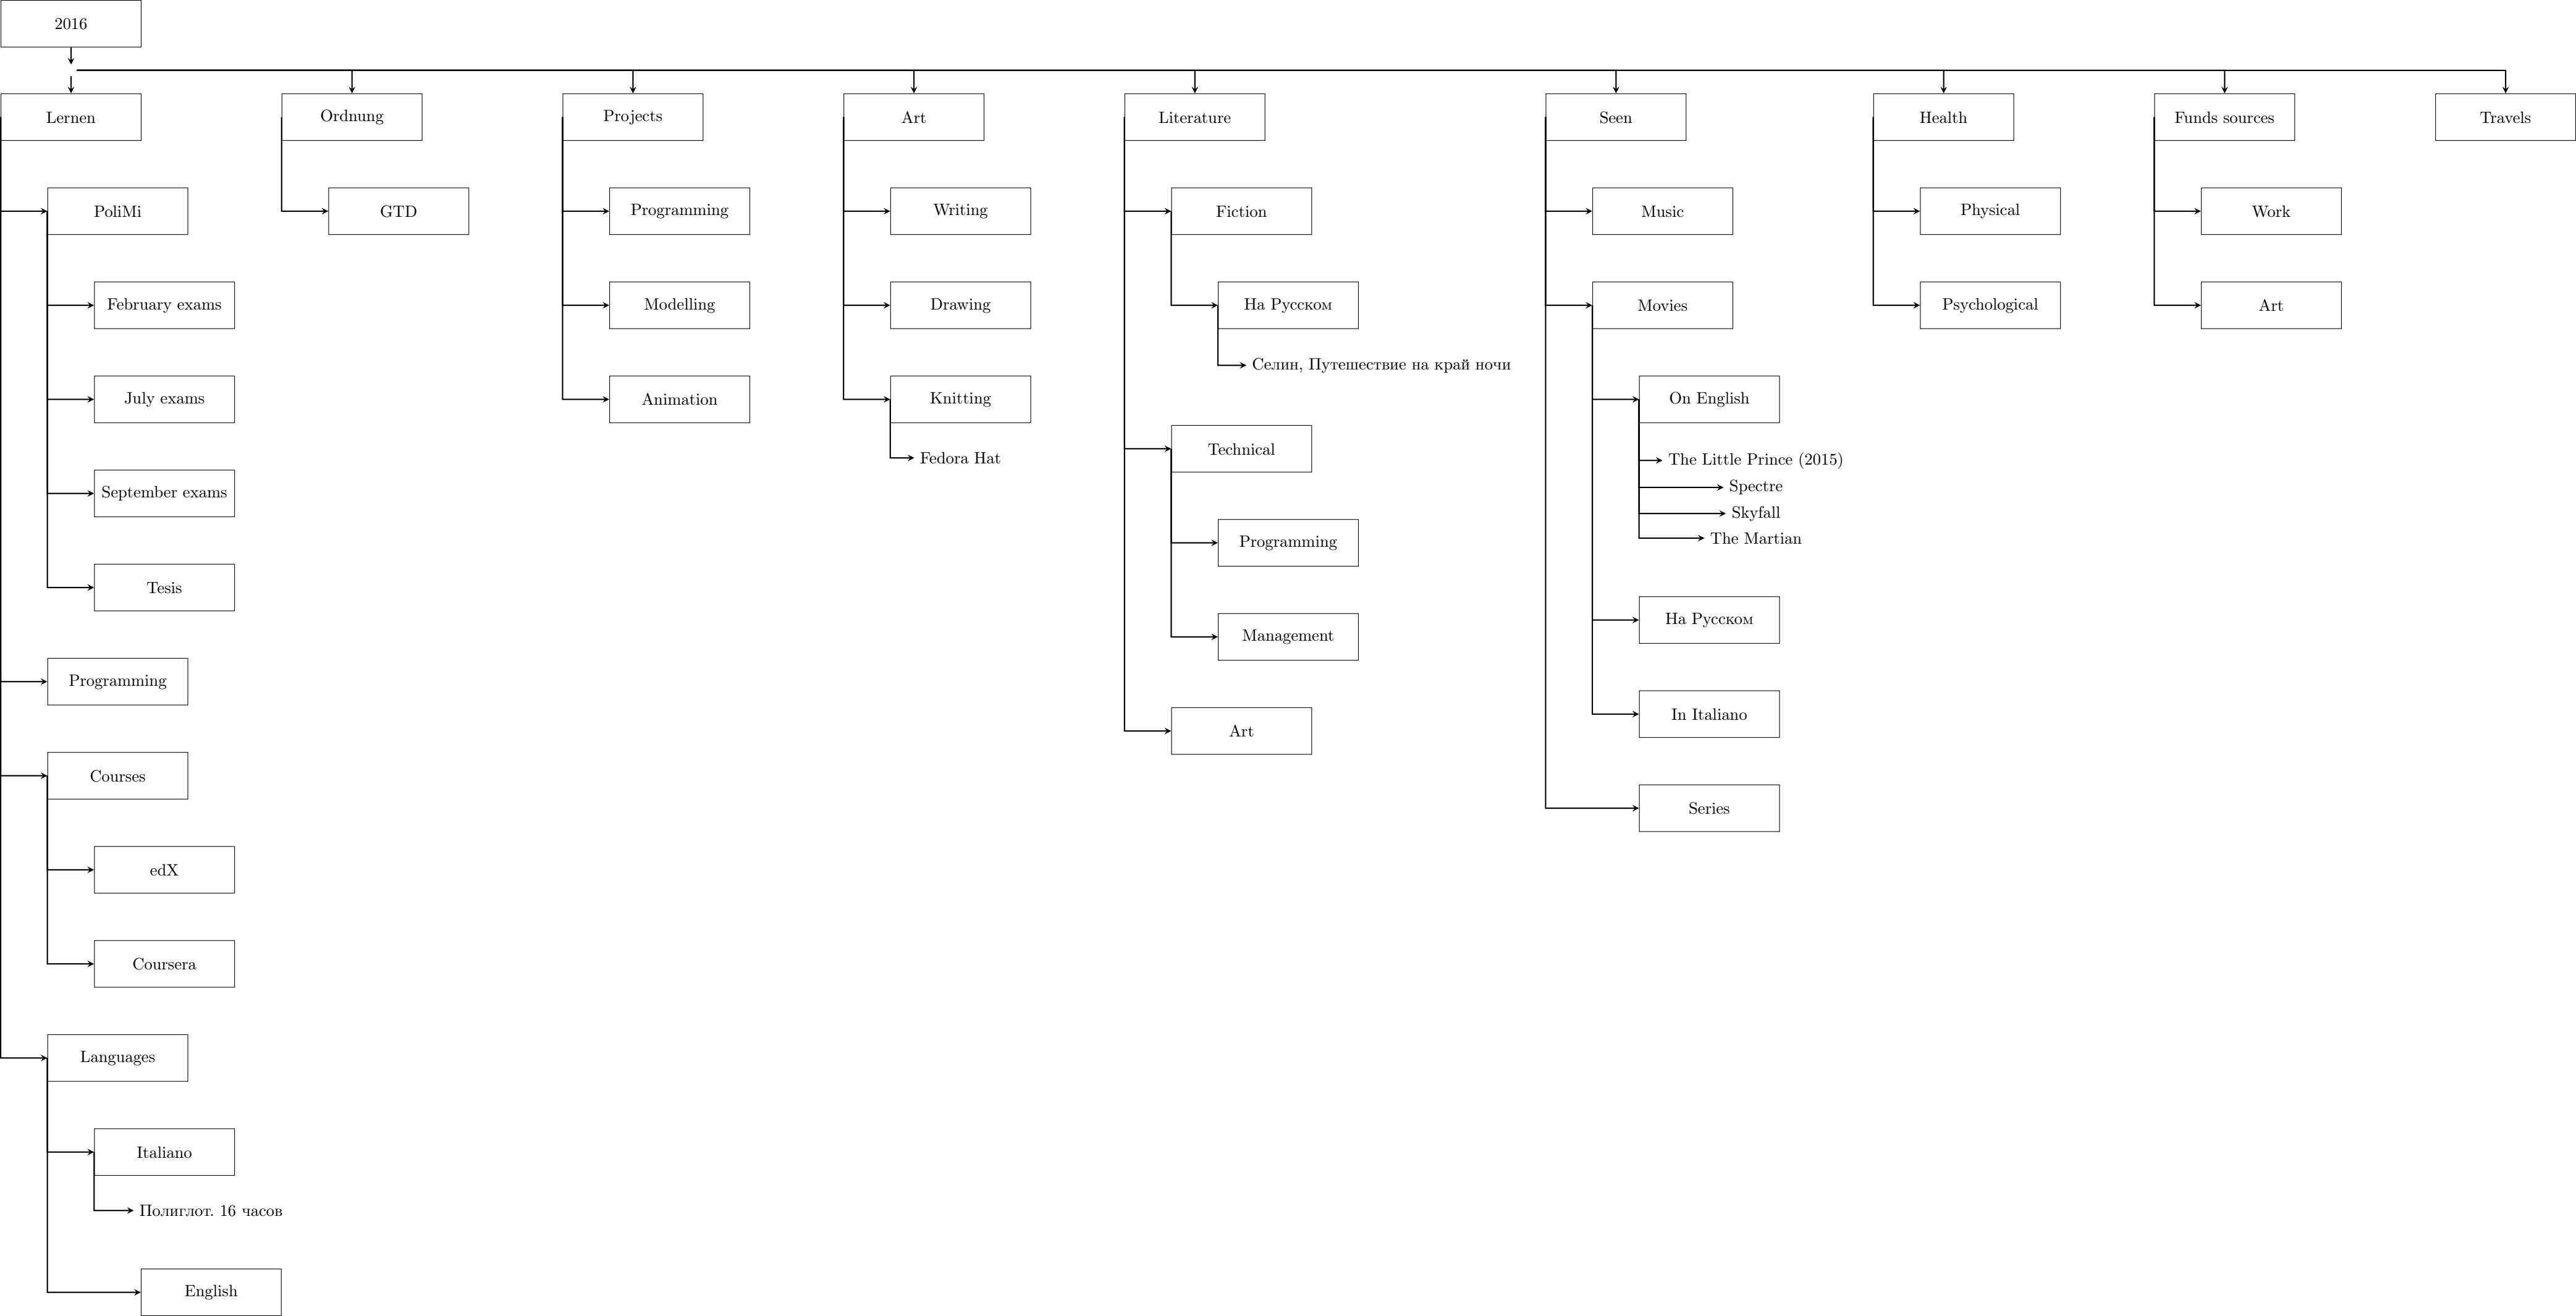 2016
Lernen
Ordnung
Projects
Art
Literature
Seen
Health
Funds sources
Travels
PoliMi
February exams
July exams
September exams
Tesis
Programming
Courses
edX
Coursera
Languages
Italiano
Полиглот. 16 часов
English
GTD
Programming
Modelling
Animation
Writing
Drawing
Knitting
Fedora Hat
Fiction
На Русском
Селин, Путешествие на край ночи
Technical
Programming
Management
Art
Music
Movies
On English
The Little Prince (2015)
Spectre
Skyfall
The Martian
На Русском
In Italiano
Series
Physical
Psychological
Work
Art